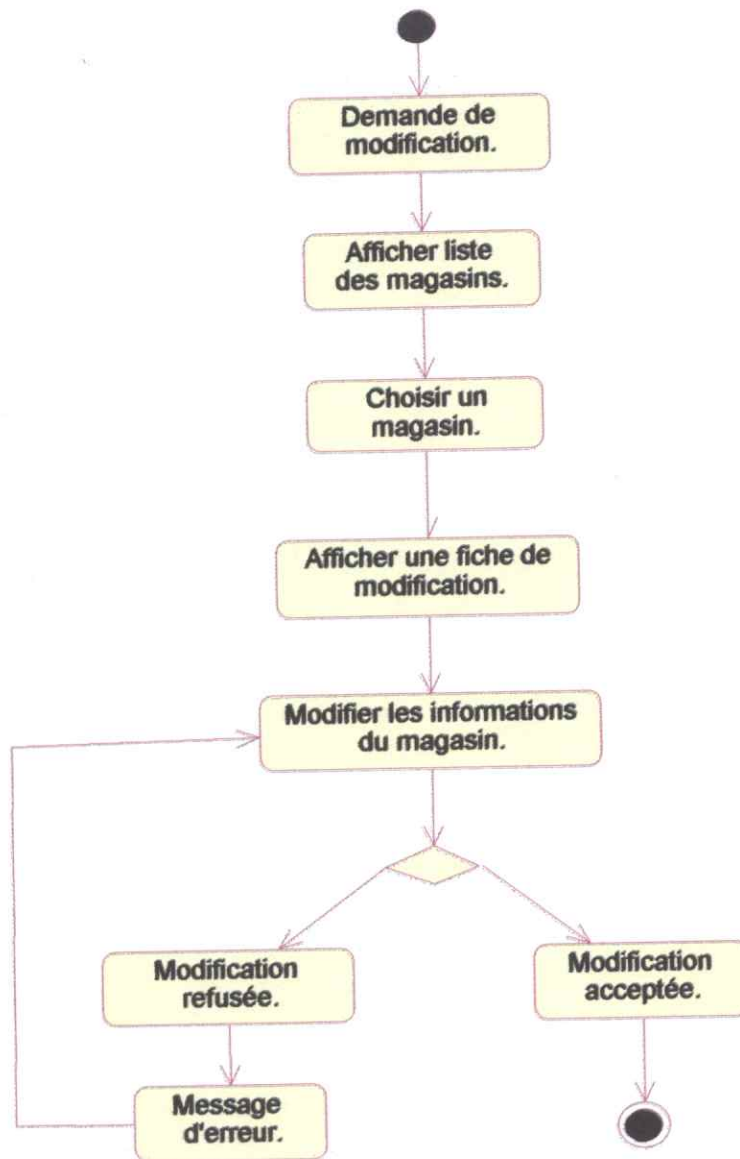 Demande de
modification.
Afficher liste
des magasins.
Choisir un
magasin.
Afficher une fiche de
modification.
Modifier les informations
du magasin.
Modification
refusée.
Modification
acceptée.
Message
d'erreur.